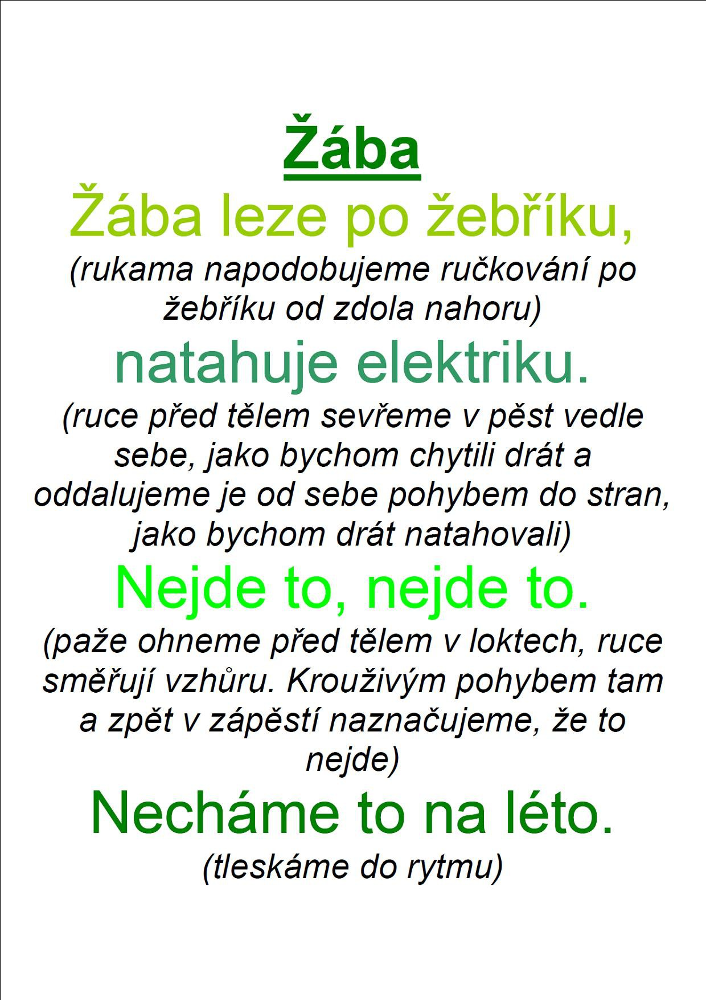 Žába
Žába leze po žebříku,
(rukama napodobujeme ručkování po
žebříku od zdola nahoru)
natahuje elektriku.
(ruce před tělem sevřeme v pěst vedle
sebe, jako bychom chytili drát a
oddalujeme je od sebe pohybem do stran,
jako bychom drát natahovali)
Nejde to, nejde to.
(paže ohneme před tělem v loktech, ruce
směřují vzhůru. Krouživým pohybem tam
a zpět v zápěstí naznačujeme, že to
nejde)
Necháme to na léto.
(tleskáme do rytmu)